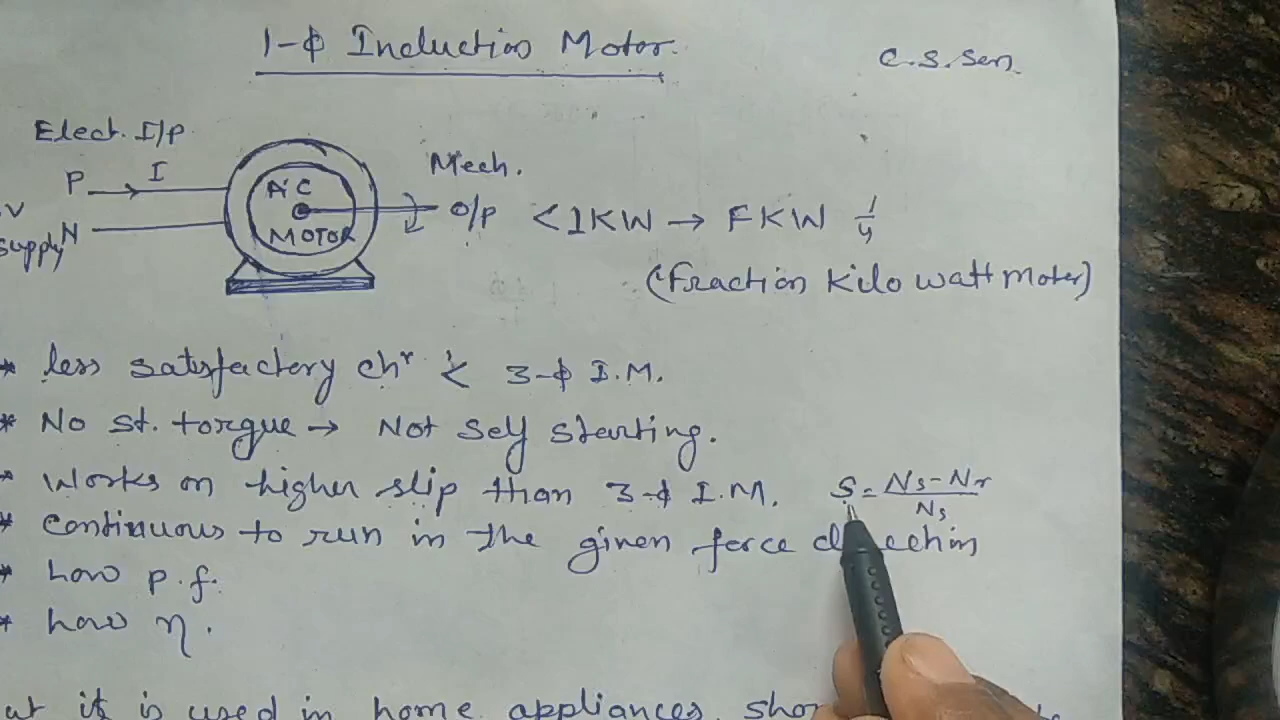 1-ϕ Induction Motor.
C.S.Sen.
Elect. I/p
P I
V
Supply N
A·C
MOTOR
Mech.
O/p < 1KW → FKW 1/4
(Fraction Kilo watt Motor)
* less satisfactory chʳ < 3-ϕ I.M.
* No st. torque → Not Self starting.
* Works on higher slip than 3-ϕ I.M. S = Ns - Nr / Ns
* Continuous to run in the given force direction
* Low p.f.
* Low η.
at it is used in home appliances